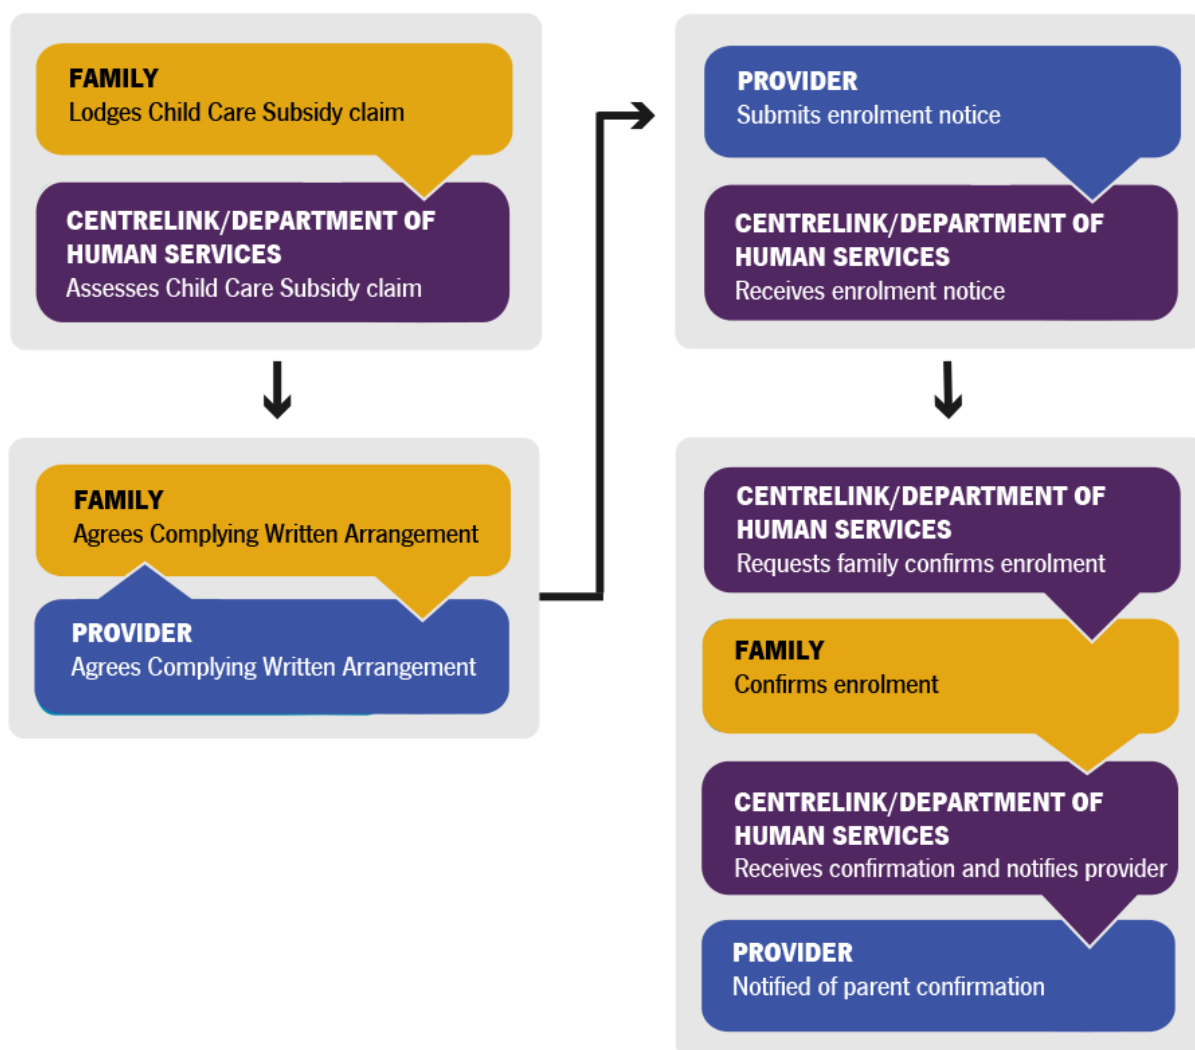 FAMILY
Lodges Child Care Subsidy claim
CENTRELINK/DEPARTMENT OF
HUMAN SERVICES
Assesses Child Care Subsidy claim
FAMILY
Agrees Complying Written Arrangement
PROVIDER
Agrees Complying Written Arrangement
PROVIDER
Submits enrolment notice
CENTRELINK/DEPARTMENT OF
HUMAN SERVICES
Receives enrolment notice
CENTRELINK/DEPARTMENT OF
HUMAN SERVICES
Requests family confirms enrolment
FAMILY
Confirms enrolment
CENTRELINK/DEPARTMENT OF
HUMAN SERVICES
Receives confirmation and notifies provider
PROVIDER
Notified of parent confirmation